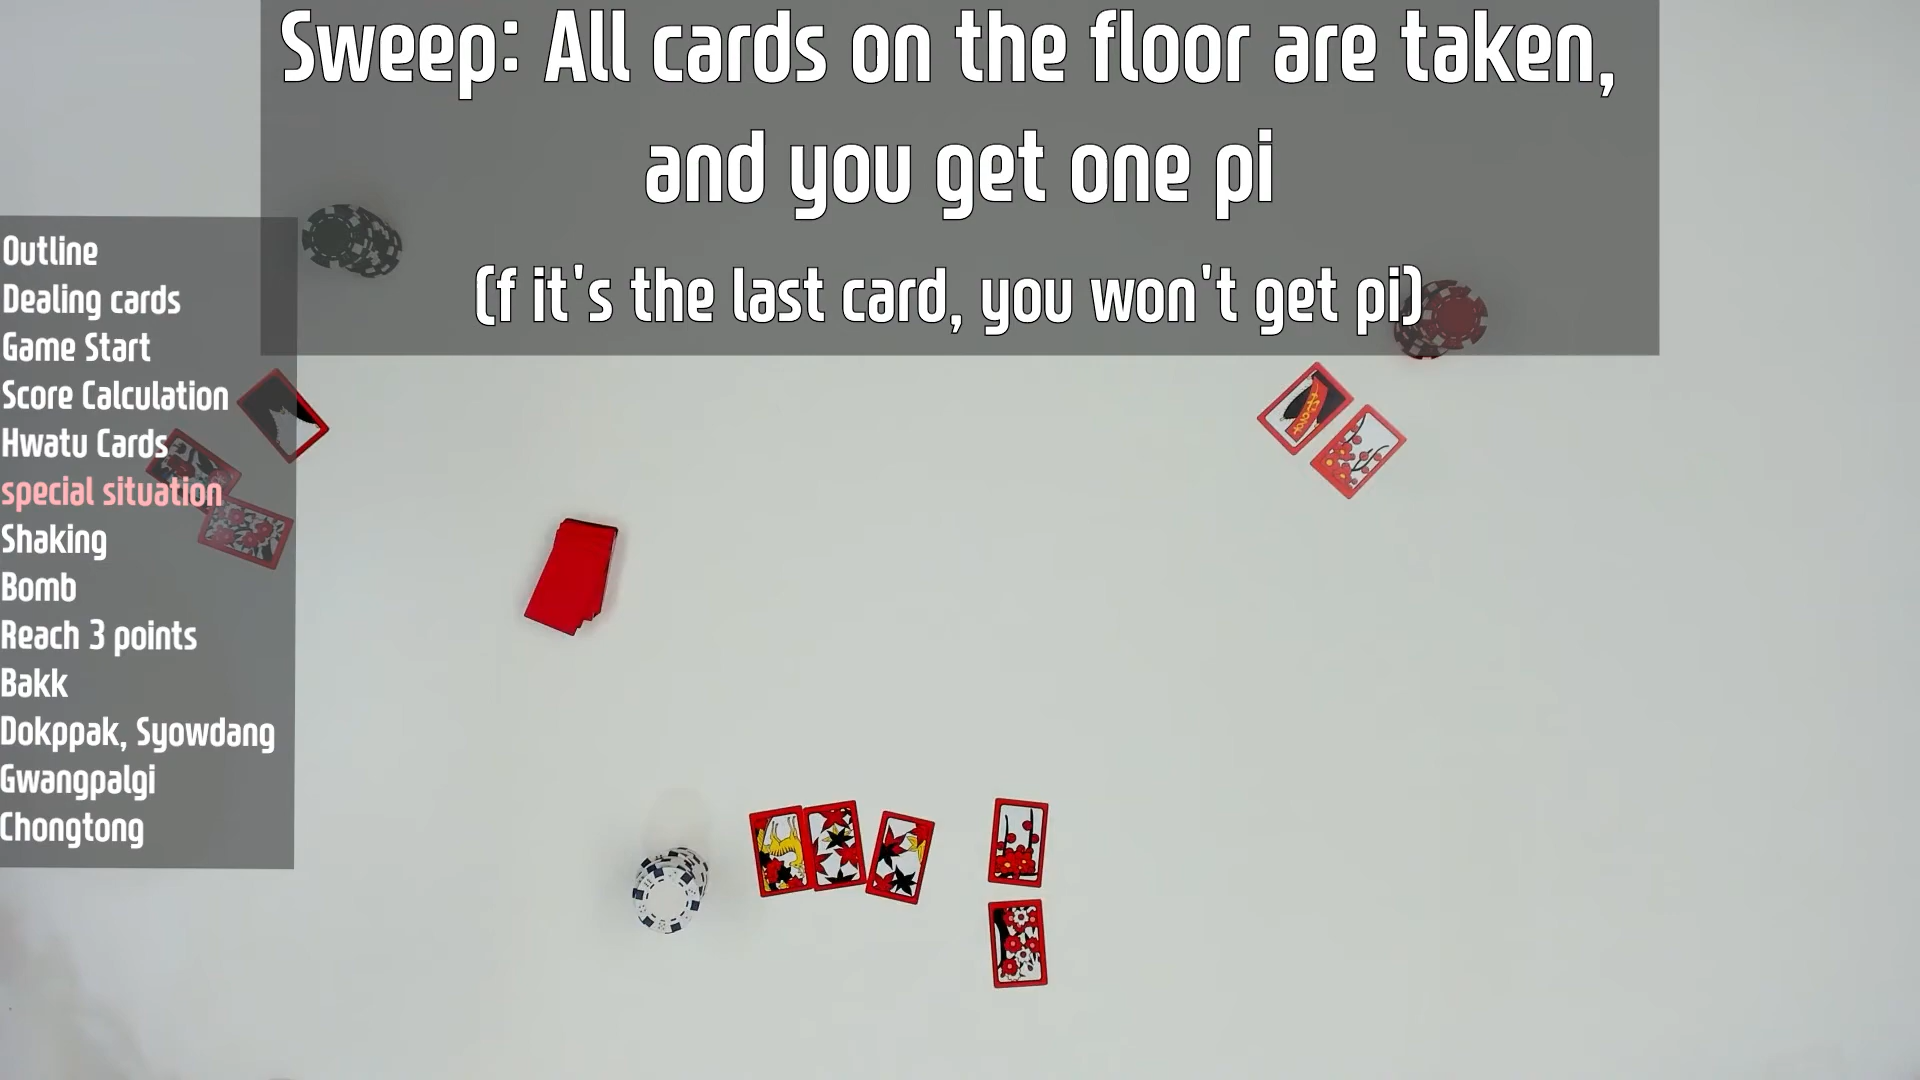 Sweep: All cards on the floor are taken,
and you get one pi
(f it's the last card, you won't get pi)
Outline
Dealing cards
Game Start
Score Calculation
Hwatu Cards
special situation
Shaking
Bomb
Reach 3 points
Bakk
Dokppak, Syowdang
Gwangpalgi
Chongtong